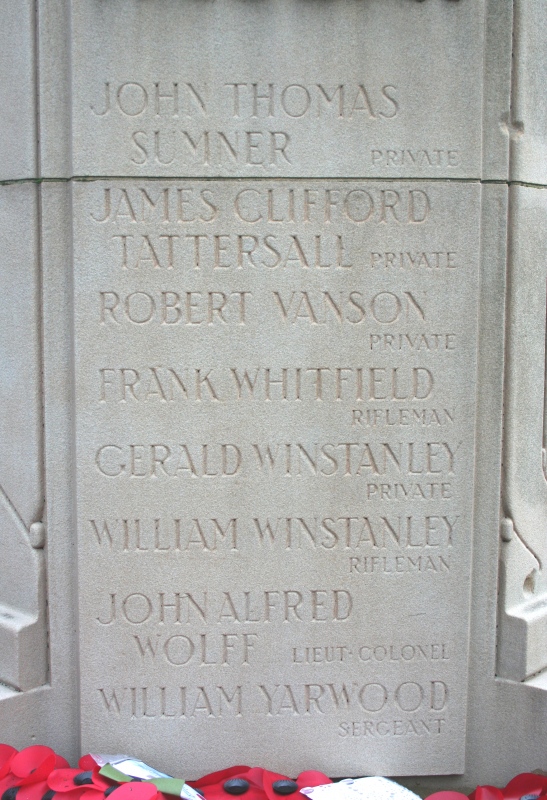 JOHN THOMAS
SUMNER PRIVATE
JAMES CLIFFORD
TATTERSALL PRIVATE
ROBERT VANSON
PRIVATE
FRANK WHITFIELD
RIFLEMAN
GERALD WINSTANLEY
PRIVATE
WILLIAM WINSTANLEY
RIFLEMAN
JOHN ALFRED
WOLFF LIEUT·COLONEL
WILLIAM YARWOOD
SERGEANT